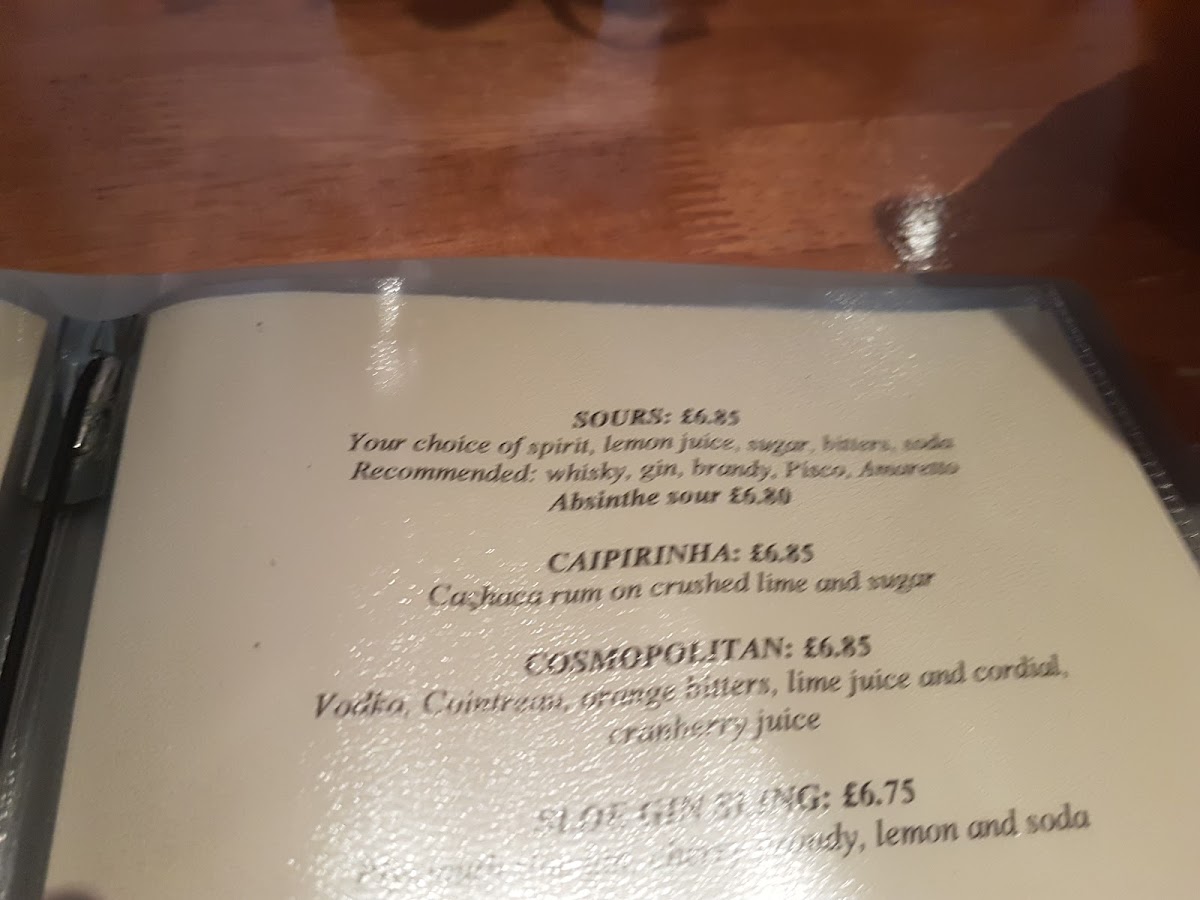 SOURS: £6.85
Your choice of spirit, lemon juice, sugar, bitters, soda
Recommended: whisky, gin, brandy, Pisco, Amaretto
Absinthe sour £6.80
CAIPIRINHA: £6.85
Cachaca rum on crushed lime and sugar
COSMOPOLITAN: £6.85
Vodka, Cointreau, orange bitters, lime juice and cordial,
cranberry juice
SLOE GIN SLING: £6.75
gin, cherry brandy, lemon and soda